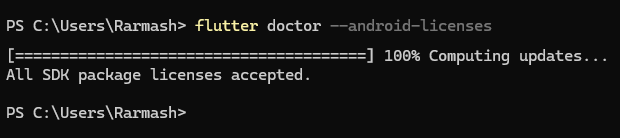 PS C:\Users\Rarmash> flutter doctor --android-licenses
[=======================================] 100% Computing updates...
All SDK package licenses accepted.
PS C:\Users\Rarmash>